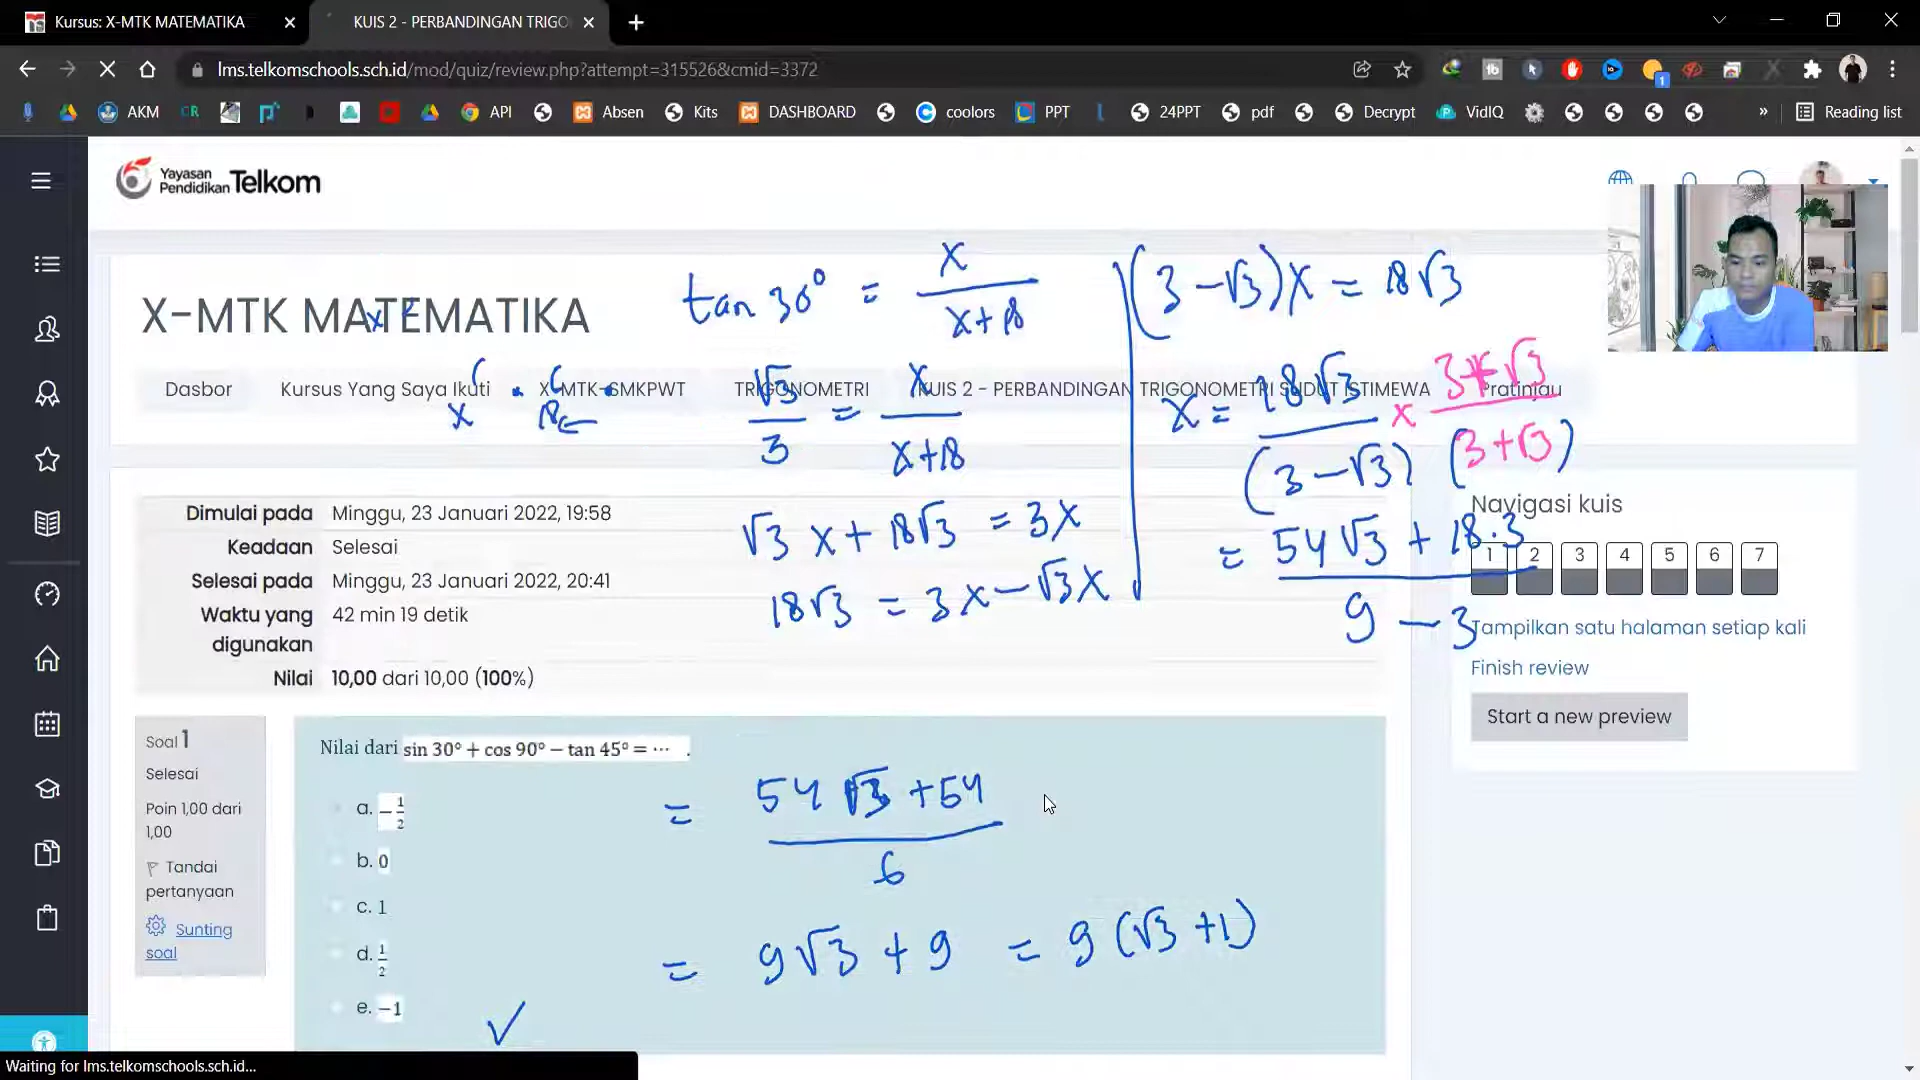 Kursus: X-MTK MATEMATIKA
KUIS 2 - PERBANDINGAN TRIGO
lms.telkomschools.sch.id/mod/quiz/review.php?attempt=315526&cmid=3372
AKM
API
Absen
Kits
DASHBOARD
coolors
PPT
24PPT
pdf
Decrypt
VidIQ
Reading list
Yayasan
Pendidikan Telkom
X-MTK MATEMATIKA
Dasbor
Kursus Yang Saya Ikuti
X-MTK-SMKPWT
TRIGONOMETRI
KUIS 2 - PERBANDINGAN TRIGONOMETRI SUDUT ISTIMEWA
Pratinjau
x
x
18
tan 30° = x / (x+18)
√3 / 3 = x / (x+18)
√3 x + 18√3 = 3x
18√3 = 3x − √3x
(3 − √3)x = 18√3
x = 18√3 / (3 − √3) × (3 + √3) / (3 + √3)
= (54√3 + 18.3) / (9 − 3)
Dimulai pada Minggu, 23 Januari 2022, 19:58
Keadaan Selesai
Selesai pada Minggu, 23 Januari 2022, 20:41
Waktu yang digunakan 42 min 19 detik
Nilai 10,00 dari 10,00 (100%)
Navigasi kuis
1 2 3 4 5 6 7
Tampilkan satu halaman setiap kali
Finish review
Start a new preview
Soal 1
Selesai
Poin 1,00 dari
1,00
Tandai
pertanyaan
Sunting
soal
Nilai dari sin 30° + cos 90° − tan 45° = ⋯ .
a. −1/2
b. 0
c. 1
d. 1/2
e. −1
= (54√3 + 54) / 6
= 9√3 + 9 = 9(√3 + 1)
Waiting for lms.telkomschools.sch.id...